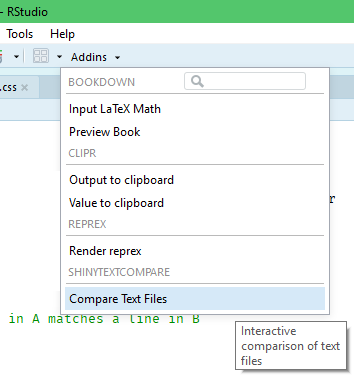 - RStudio
Tools Help
Addins
.css
BOOKDOWN
Input LaTeX Math
Preview Book
CLIPR
Output to clipboard
Value to clipboard
r
REPREX
Render reprex
SHINYTEXTCOMPARE
Compare Text Files
in A matches a line in B
Interactive
comparison of text
files